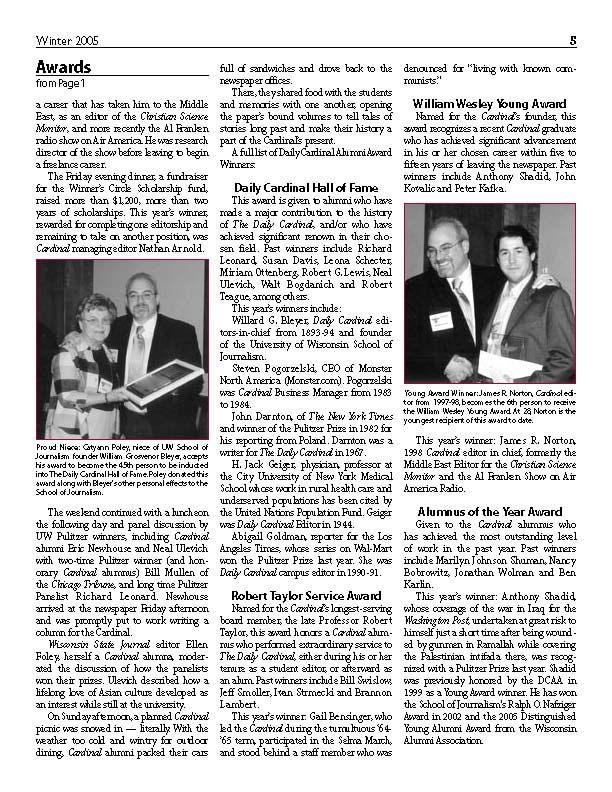 Winter 2005
5
Awards
from Page 1
a career that has taken him to the Middle
East, as an editor of the Christian Science
Monitor, and more recently the Al Franken
radio show on Air America. He was research
director of the show before leaving to begin
a freelance career.
The Friday evening dinner, a fundraiser
for the Winner's Circle Scholarship fund,
raised more than $1,200, more than two
years of scholarships. This year's winner,
rewarded for completing one editorship and
remaining to take on another position, was
Cardinal managing editor Nathan Arnold.
Proud Niece: Catyann Poley, niece of UW School of
Journalism founder William Grosvenor Bleyer, accepts
his award to become the 45th person to be inducted
into The Daily Cardinal Hall of Fame. Poley donated this
award along with Bleyer's other personal effects to the
School of Journalism.
The weekend continued with a luncheon
the following day and panel discussion by
UW Pulitzer winners, including Cardinal
alumni Eric Newhouse and Neal Ulevich
with two-time Pulitzer winner (and hon-
orary Cardinal alumnus) Bill Mullen of
the Chicago Tribune, and long time Pulitzer
Panelist Richard Leonard. Newhouse
arrived at the newspaper Friday afternoon
and was promptly put to work writing a
column for the Cardinal.
Wisconsin State Journal editor Ellen
Foley, herself a Cardinal alumna, moder-
ated the discussion of how the panelists
won their prizes. Ulevich described how a
lifelong love of Asian culture developed as
an interest while still at the university.
On Sunday afternoon, a planned Cardinal
picnic was snowed in — literally. With the
weather too cold and wintry for outdoor
dining, Cardinal alumni packed their cars
full of sandwiches and drove back to the
newspaper offices.
There, they shared food with the students
and memories with one another, opening
the paper's bound volumes to tell tales of
stories long past and make their history a
part of the Cardinal's present.
A full list of Daily Cardinal Alumni Award
Winners:
Daily Cardinal Hall of Fame
This award is given to alumni who have
made a major contribution to the history
of The Daily Cardinal, and/or who have
achieved significant renown in their cho-
sen field. Past winners include Richard
Leonard, Susan Davis, Leona Schecter,
Miriam Ottenberg, Robert G. Lewis, Neal
Ulevich, Walt Bogdanich and Robert
Teague, among others.
This year's winners include:
Willard G. Bleyer, Daily Cardinal edi-
tors-in-chief from 1893-94 and founder
of the University of Wisconsin School of
Journalism.
Steven Pogorzelski, CEO of Monster
North America (Monster.com). Pogorzelski
was Cardinal Business Manager from 1983
to 1984.
John Darnton, of The New York Times
and winner of the Pulitzer Prize in 1982 for
his reporting from Poland. Darnton was a
writer for The Daily Cardinal in 1967.
H. Jack Geiger, physician, professor at
the City University of New York Medical
School whose work in rural health care and
underserved populations has been cited by
the United Nations Population Fund. Geiger
was Daily Cardinal Editor in 1944.
Abigail Goldman, reporter for the Los
Angeles Times, whose series on Wal-Mart
won the Pulitzer Prize last year. She was
Daily Cardinal campus editor in 1990-91.
Robert Taylor Service Award
Named for the Cardinal's longest-serving
board member, the late Professor Robert
Taylor, this award honors a Cardinal alum-
nus who performed extraordinary service to
The Daily Cardinal, either during his or her
tenure as a student editor, or afterward as
an alum. Past winners include Bill Swislow,
Jeff Smoller, Ivan Strmecki and Brannon
Lambert.
This year's winner: Gail Bensinger, who
led the Cardinal during the tumultuous '64-
'65 term, participated in the Selma March,
and stood behind a staff member who was
denounced for "living with known com-
munists."
William Wesley Young Award
Named for the Cardinal's founder, this
award recognizes a recent Cardinal graduate
who has achieved significant advancement
in his or her chosen career within five to
fifteen years of leaving the newspaper. Past
winners include Anthony Shadid, John
Kovalic and Peter Kafka.
Young Award Winner: James R. Norton, Cardinal edi-
tor from 1997-98, becomes the 6th person to receive
the William Wesley Young Award. At 28, Norton is the
youngest recipient of this award to date.
This year's winner: James R. Norton,
1998 Cardinal editor in chief, formerly the
Middle East Editor for the Christian Science
Monitor and the Al Franken Show on Air
America Radio.
Alumnus of the Year Award
Given to the Cardinal alumnus who
has achieved the most outstanding level
of work in the past year. Past winners
include Marilyn Johnson Shuman, Nancy
Bobrowitz, Jonathan Wolman and Ben
Karlin.
This year's winner: Anthony Shadid,
whose coverage of the war in Iraq for the
Washington Post, undertaken at great risk to
himself just a short time after being wound-
ed by gunmen in Ramallah while covering
the Palestinian intifada there, was recog-
nized with a Pulitzer Prize last year. Shadid
was previously honored by the DCAA in
1999 as a Young Award winner. He has won
the School of Journalism's Ralph O. Nafziger
Award in 2002 and the 2005 Distinguished
Young Alumni Award from the Wisconsin
Alumni Association.